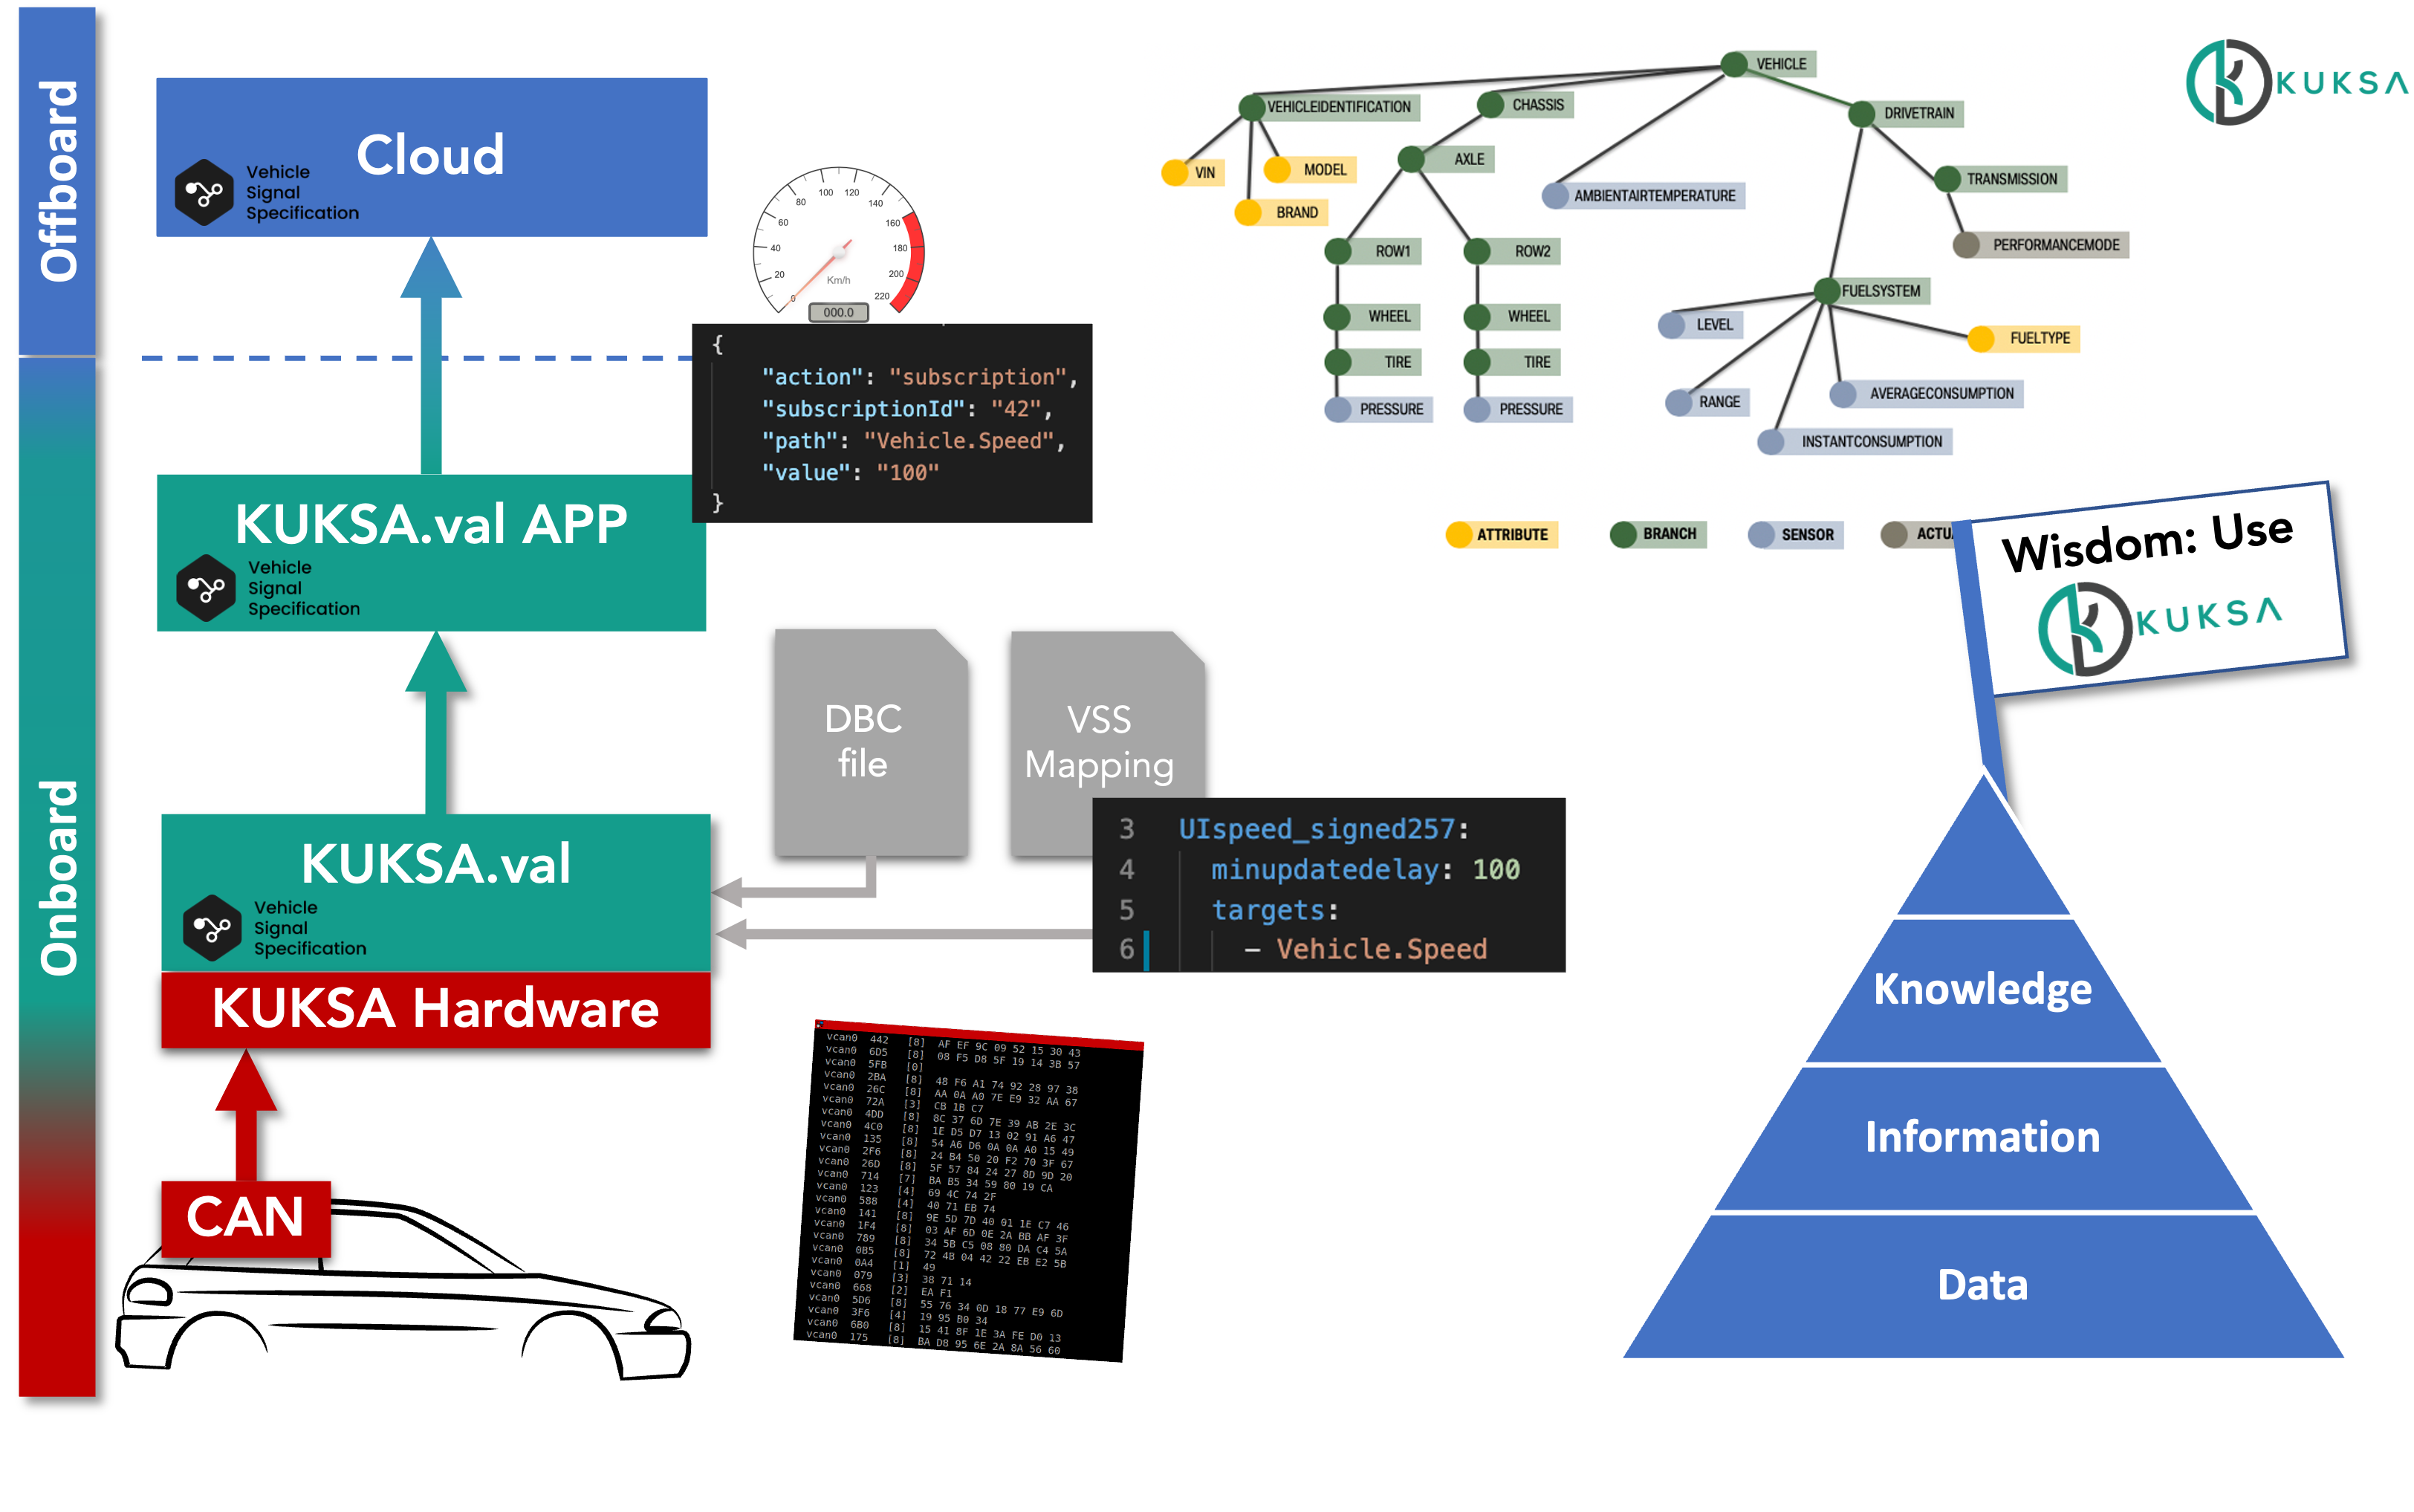 Offboard
Onboard
Cloud
Vehicle
Signal
Specification
KUKSA.val APP
Vehicle
Signal
Specification
KUKSA.val
Vehicle
Signal
Specification
KUKSA Hardware
CAN
0
20
40
60
80
100
120
140
160
180
200
220
Km/h
000.0
{
"action": "subscription",
"subscriptionId": "42",
"path": "Vehicle.Speed",
"value": "100"
}
DBC
file
VSS
Mapping
3 UIspeed_signed257:
4 minupdatedelay: 100
5 targets:
6 - Vehicle.Speed
vcan0 442 [8] AF EF 9C 09 52 15 30 43
vcan0 6D5 [8] 08 F5 D8 5F 19 14 3B 57
vcan0 5FB [0]
vcan0 2BA [8] 48 F6 A1 74 92 28 97 38
vcan0 26C [8] AA 0A A0 7E E9 32 AA 67
vcan0 72A [3] CB 1B C7
vcan0 4DD [8] 8C 37 6D 7E 39 AB 2E 3C
vcan0 4C0 [8] 1E D5 D7 13 02 91 A6 47
vcan0 135 [8] 54 A6 D6 0A 0A A0 15 49
vcan0 2F6 [8] 24 B4 50 20 F2 70 3F 67
vcan0 26D [8] 5F 57 84 24 27 8D 9D 20
vcan0 714 [7] BA B5 34 59 80 19 CA
vcan0 123 [4] 69 4C 74 2F
vcan0 588 [4] 40 71 EB 74
vcan0 141 [8] 9E 5D 7D 40 01 1E C7 46
vcan0 1F4 [8] 03 AF 6D 0E 2A BB AF 3F
vcan0 789 [8] 34 5B C5 08 80 DA C4 5A
vcan0 0B5 [8] 72 4B 04 42 22 EB E2 5B
vcan0 0A4 [1] 49
vcan0 079 [3] 38 71 14
vcan0 668 [2] EA F1
vcan0 5D6 [8] 55 76 34 0D 18 77 E9 6D
vcan0 3F6 [4] 19 95 B0 34
vcan0 6B0 [8] 15 41 8F 1E 3A FE D0 13
vcan0 175 [8] BA D8 95 6E 2A 8A 56 60
VEHICLE
VEHICLEIDENTIFICATION
CHASSIS
DRIVETRAIN
VIN
MODEL
BRAND
AXLE
AMBIENTAIRTEMPERATURE
TRANSMISSION
PERFORMANCEMODE
ROW1
ROW2
WHEEL
WHEEL
TIRE
TIRE
PRESSURE
PRESSURE
FUELSYSTEM
LEVEL
FUELTYPE
RANGE
AVERAGECONSUMPTION
INSTANTCONSUMPTION
ATTRIBUTE
BRANCH
SENSOR
ACTU
KUKSA
Wisdom: Use
KUKSA
Knowledge
Information
Data